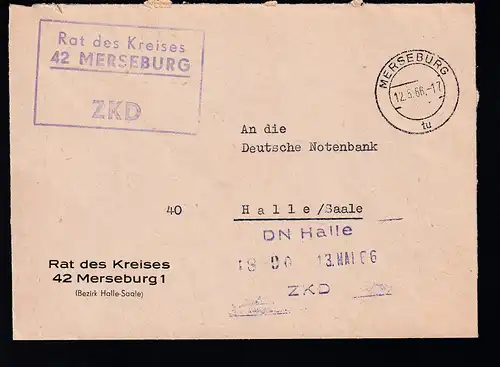 Rat des Kreises
42 MERSEBURG
ZKD
MERSEBURG
12.5.66.-17
tu
An die
Deutsche Notenbank
40
Halle/Saale
DN Halle
13. MAI 66
ZKD
Rat des Kreises
42 Merseburg 1
(Bezirk Halle-Saale)